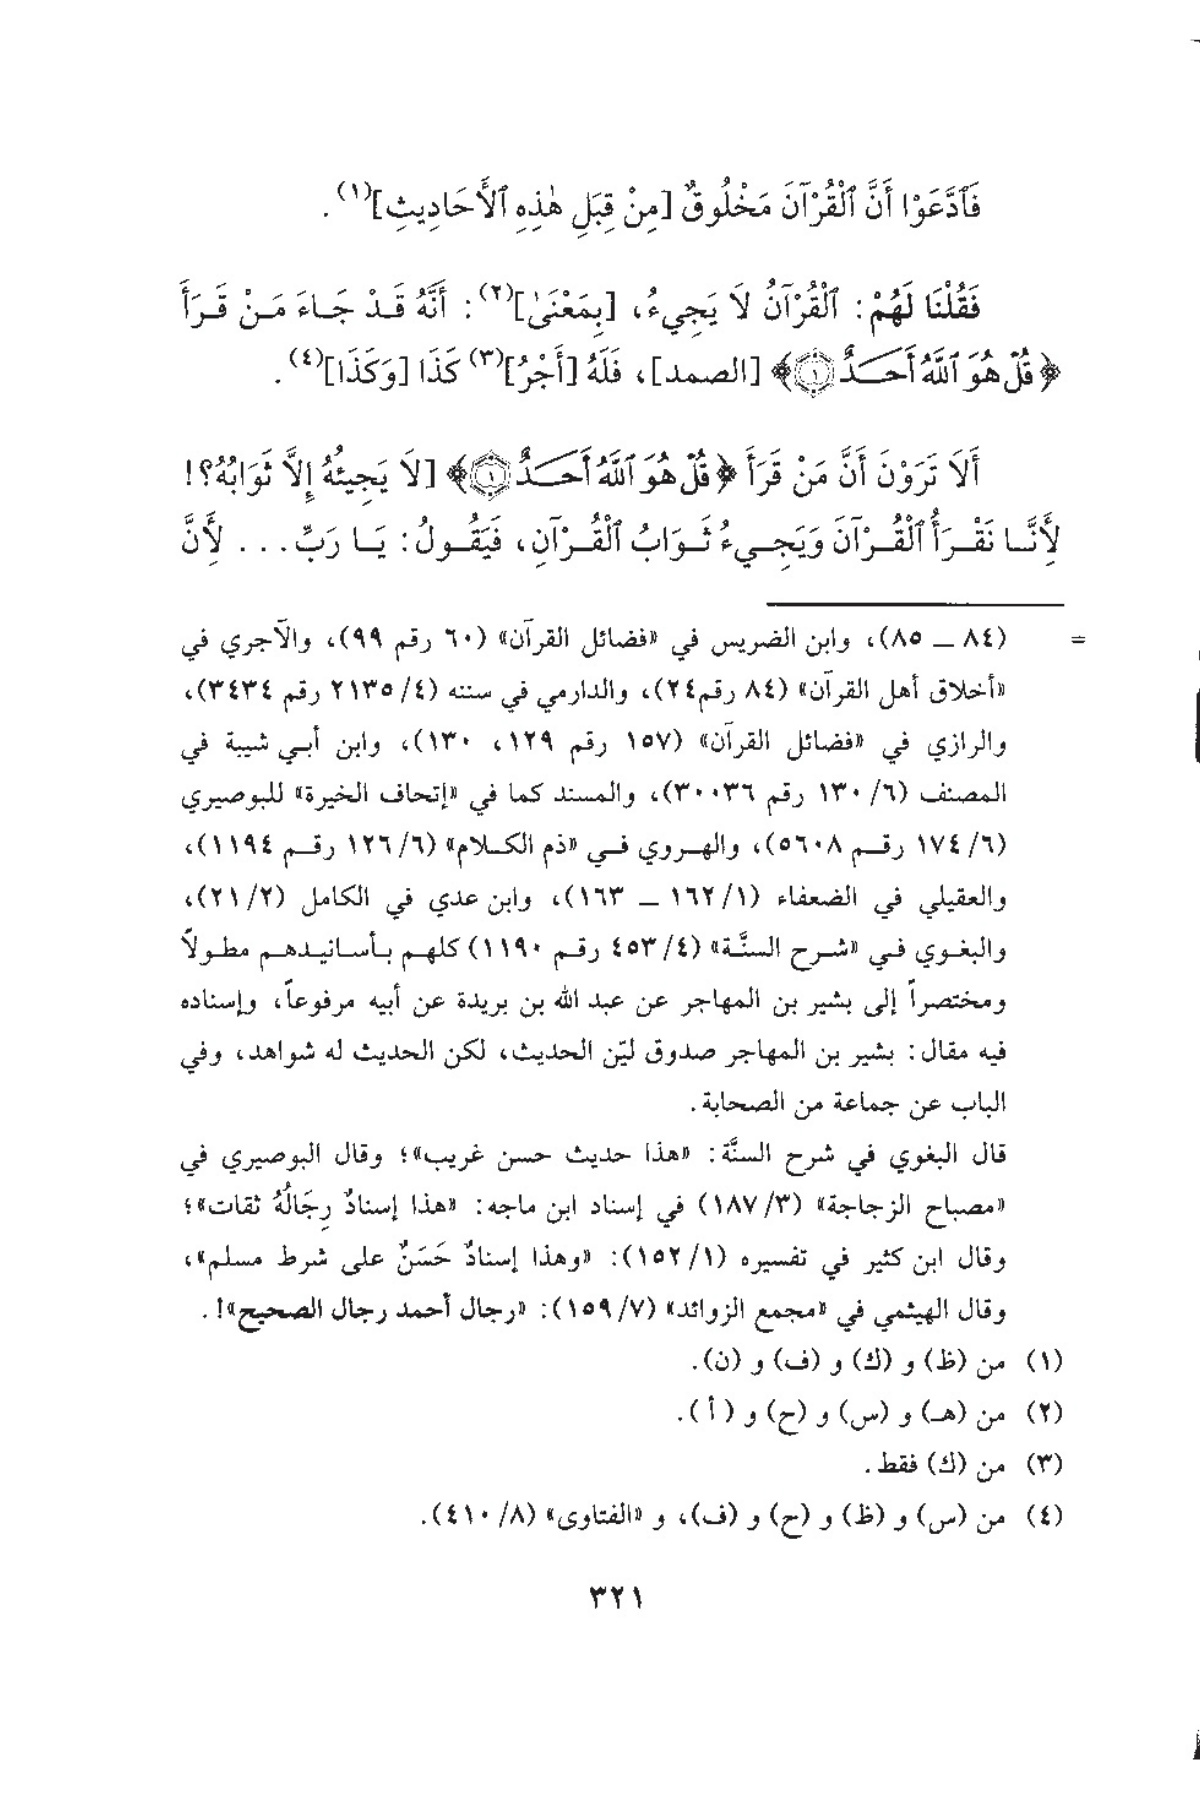 فَٱدَّعَوْا أَنَّ ٱلْقُرْآنَ مَخْلُوقٌ [مِنْ قِبَلِ هٰذِهِ ٱلأَحَادِيثِ](١).
فَقُلْنَا لَهُمْ: ٱلْقُرْآنُ لَا يَجِيءُ، [بِمَعْنَىٰ](٢): أَنَّهُ قَدْ جَاءَ مَنْ قَرَأَ
﴿قُلْ هُوَ ٱللَّهُ أَحَدٌ ١﴾ [الصمد]، فَلَهُ [أَجْرُ](٣) كَذَا [وَكَذَا](٤).
أَلَا تَرَوْنَ أَنَّ مَنْ قَرَأَ ﴿قُلْ هُوَ ٱللَّهُ أَحَدٌ ١﴾ [لَا يَجِيئُهُ إِلَّا ثَوَابُهُ؟!
لأَنَّا نَقْرَأُ ٱلْقُرْآنَ وَيَجِيءُ ثَوَابُ ٱلْقُرْآنِ، فَيَقُولُ: يَا رَبِّ... لأَنَّ
= (٨٤ ــ ٨٥)، وابن الضريس في «فضائل القرآن» (٦٠ رقم ٩٩)، والآجري في
«أخلاق أهل القرآن» (٨٤ رقم٢٤)، والدارمي في سننه (٤/ ٢١٣٥ رقم ٣٤٣٤)،
والرازي في «فضائل القرآن» (١٥٧ رقم ١٢٩، ١٣٠)، وابن أبي شيبة في
المصنف (٦/ ١٣٠ رقم ٣٠٠٣٦)، والمسند كما في «إتحاف الخيرة» للبوصيري
(٦/ ١٧٤ رقم ٥٦٠٨)، والهروي في «ذم الكلام» (٦/ ١٢٦ رقم ١١٩٤)،
والعقيلي في الضعفاء (١/ ١٦٢ ــ ١٦٣)، وابن عدي في الكامل (٢/ ٢١)،
والبغوي في «شرح السنَّة» (٤/ ٤٥٣ رقم ١١٩٠) كلهم بأسانيدهم مطولاً
ومختصراً إلى بشير بن المهاجر عن عبد الله بن بريدة عن أبيه مرفوعاً، وإسناده
فيه مقال: بشير بن المهاجر صدوق ليّن الحديث، لكن الحديث له شواهد، وفي
الباب عن جماعة من الصحابة.
قال البغوي في شرح السنَّة: «هذا حديث حسن غريب»؛ وقال البوصيري في
«مصباح الزجاجة» (٣/ ١٨٧) في إسناد ابن ماجه: «هذا إسنادٌ رِجَالُهُ ثقات»؛
وقال ابن كثير في تفسيره (١/ ١٥٢): «وهذا إسنادٌ حَسَنٌ على شرط مسلم»،
وقال الهيثمي في «مجمع الزوائد» (٧/ ١٥٩): «رجال أحمد رجال الصحيح»!.
(١) من (ظ) و (ك) و (ف) و (ن).
(٢) من (هـ) و (س) و (ح) و ( أ ).
(٣) من (ك) فقط.
(٤) من (س) و (ظ) و (ح) و (ف)، و «الفتاوى» (٨/ ٤١٠).
٣٢١